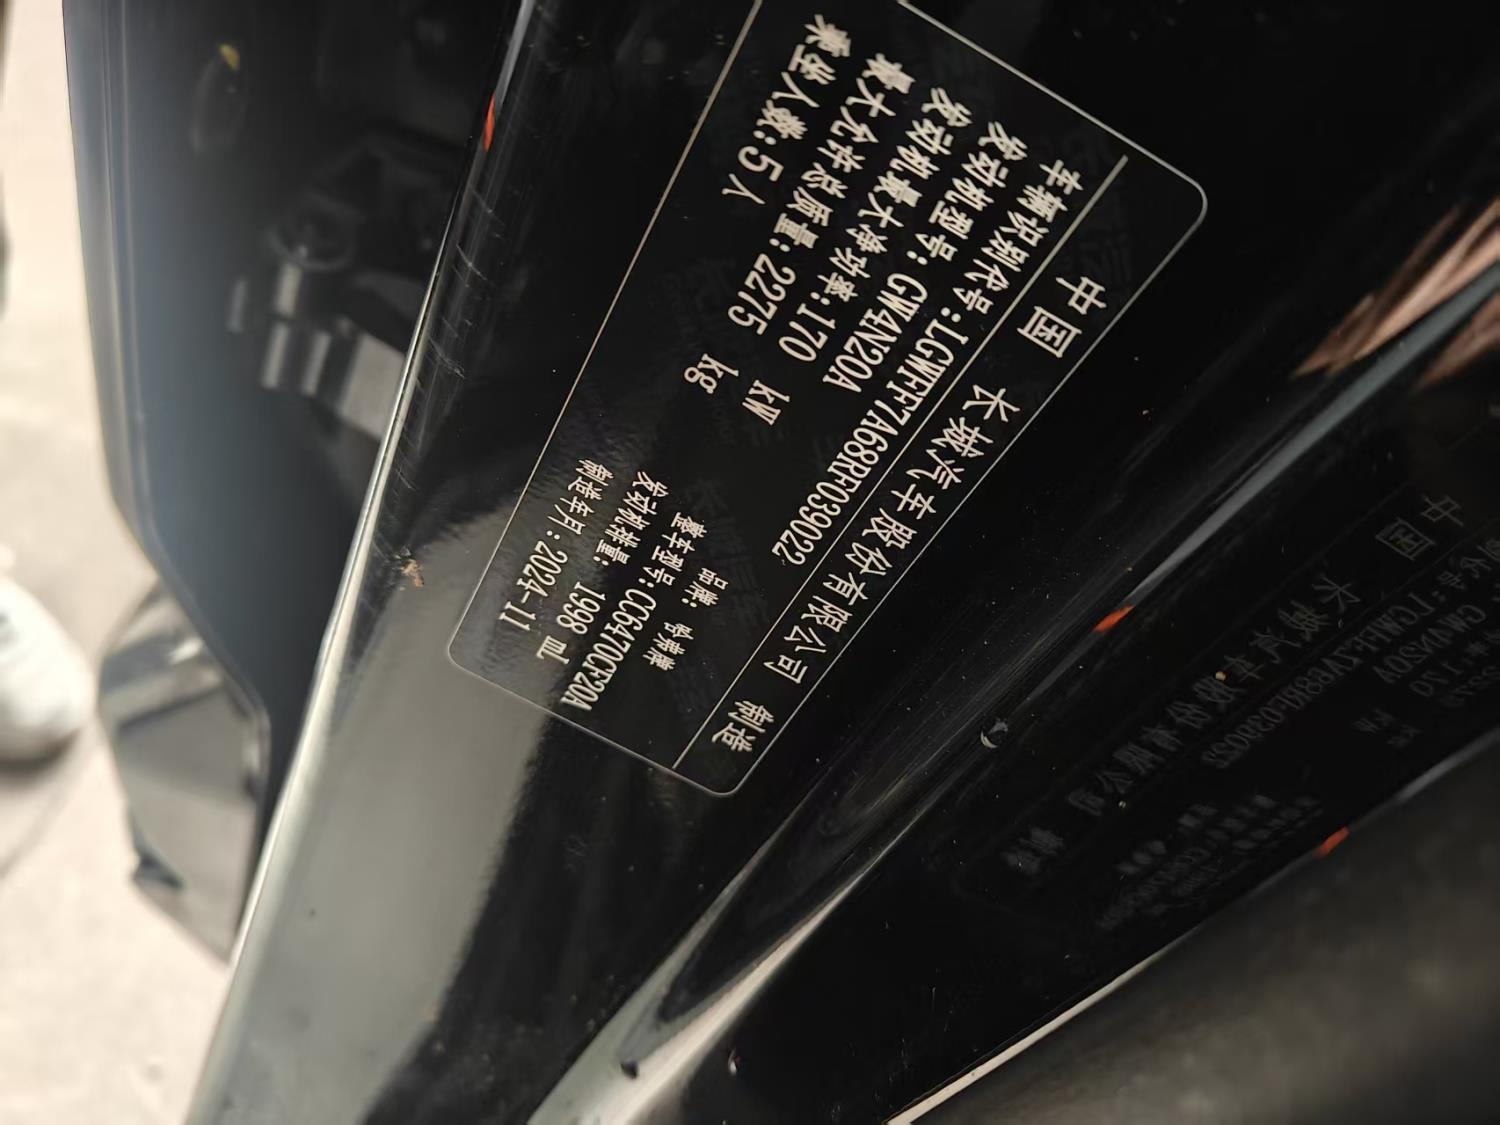 中国 长城汽车股份有限公司 制造
车辆识别代号:LGWFF7A68RF039022
品牌: 哈弗牌
发动机型号: GW4N20A
整车型号:CC6470CF20A
发动机最大净功率:170 kW
发动机排量: 1998 mL
最大允许总质量: 2275 kg
制造年月: 2024-11
乘坐人数:5人